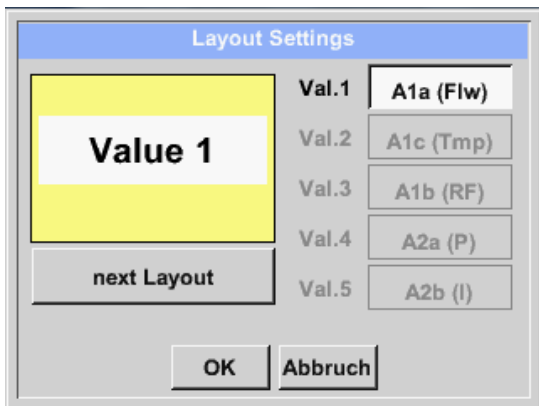 Layout Settings
Value 1
next Layout
Val.1 A1a (Flw)
Val.2 A1c (Tmp)
Val.3 A1b (RF)
Val.4 A2a (P)
Val.5 A2b (I)
OK Abbruch